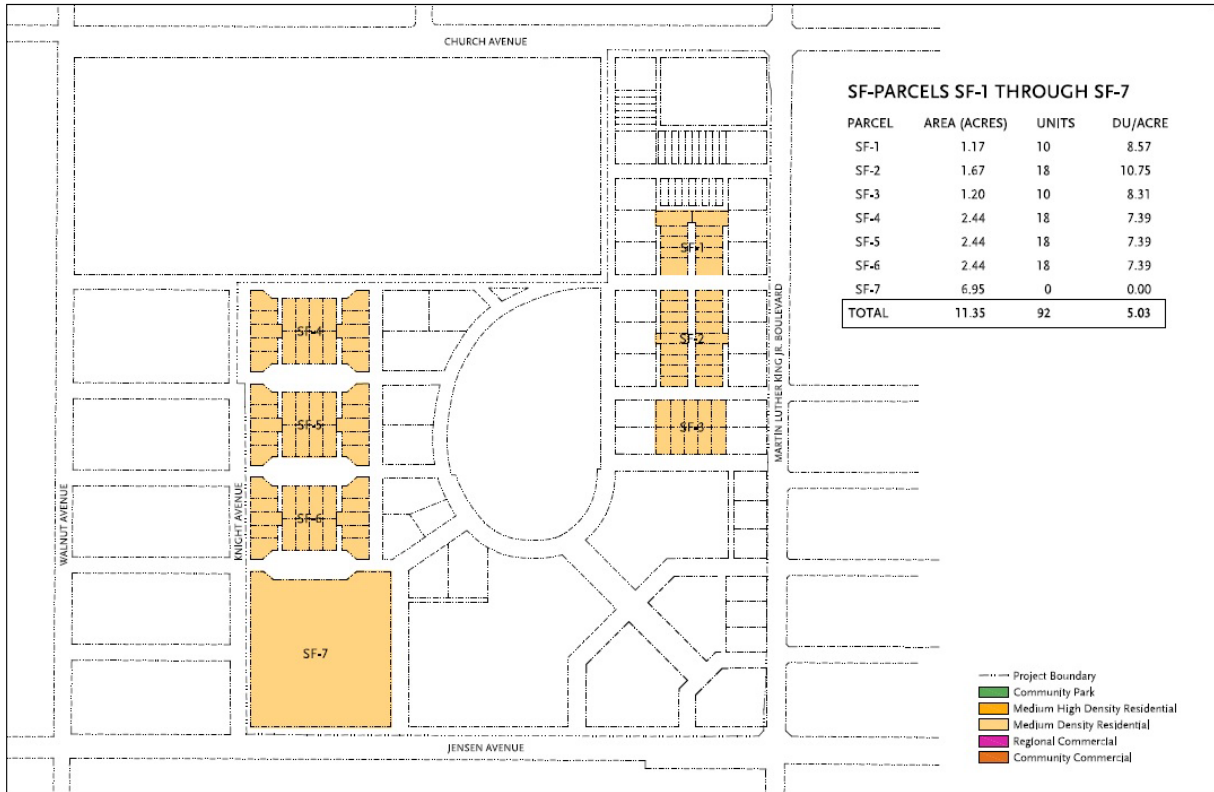 CHURCH AVENUE
SF-PARCELS SF-1 THROUGH SF-7
PARCEL AREA (ACRES) UNITS DU/ACRE
SF-1 1.17 10 8.57
SF-2 1.67 18 10.75
SF-3 1.20 10 8.31
SF-4 2.44 18 7.39
SF-5 2.44 18 7.39
SF-6 2.44 18 7.39
SF-7 6.95 0 0.00
TOTAL 11.35 92 5.03
SF-1
SF-2
SF-3
SF-4
SF-5
SF-6
SF-7
WALNUT AVENUE
KNIGHT AVENUE
MARTIN LUTHER KING JR. BOULEVARD
JENSEN AVENUE
Project Boundary
Community Park
Medium High Density Residential
Medium Density Residential
Regional Commercial
Community Commercial